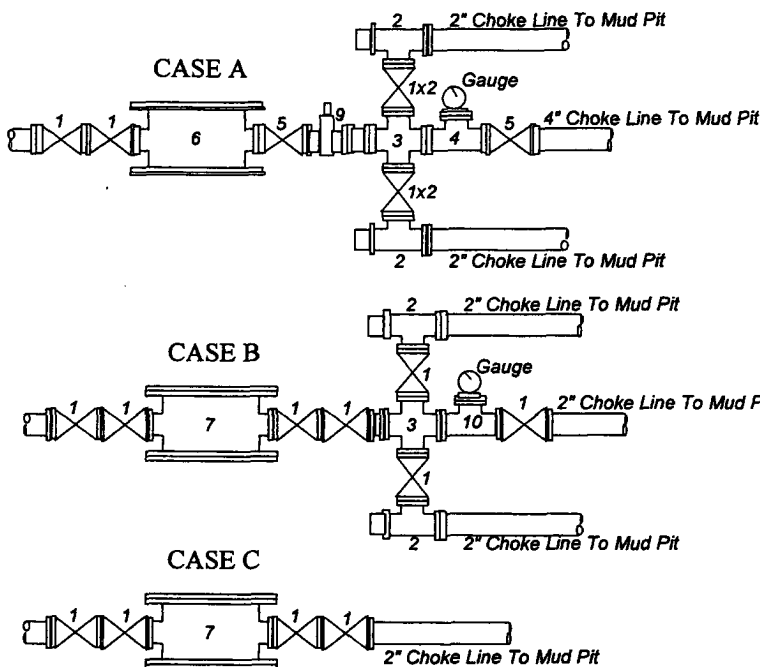 2 2" Choke Line To Mud Pit
CASE A
1x2 Gauge
1 1 6 5 9 3 4 5 4" Choke Line To Mud Pit
1x2
2 2" Choke Line To Mud Pit
2 2" Choke Line To Mud Pit
CASE B
1 Gauge
1 1 7 1 1 3 10 1 2" Choke Line To Mud P
1
2 2" Choke Line To Mud Pit
CASE C
1 1 7 1 1
2" Choke Line To Mud Pit